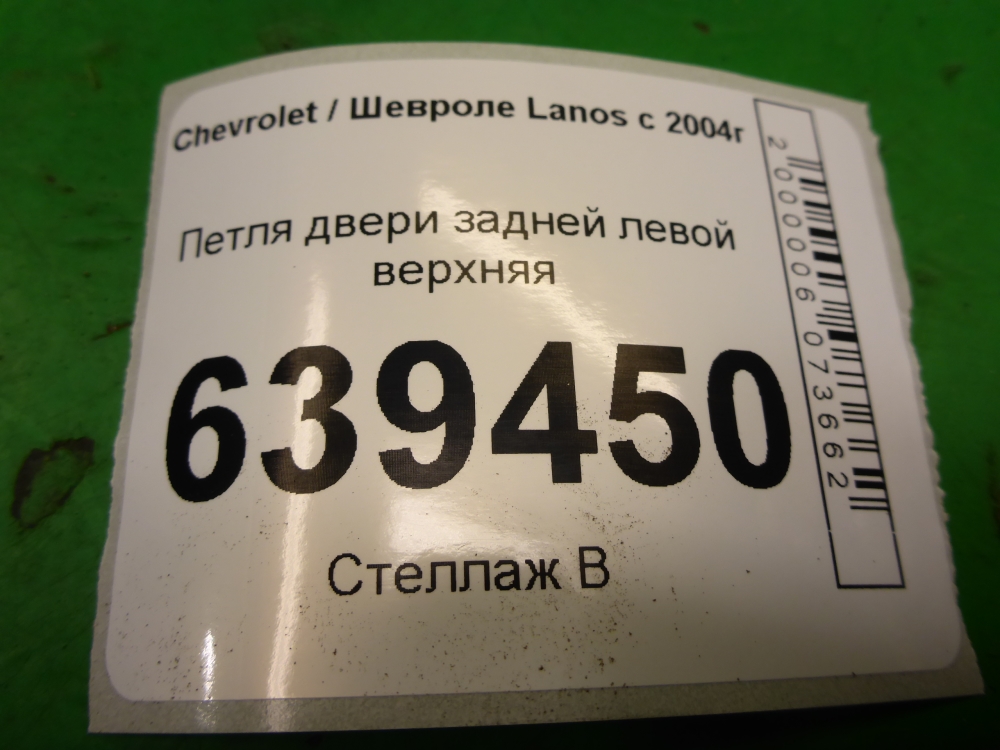 Chevrolet / Шевроле Lanos с 2004г
Петля двери задней левой
верхняя
639450
Стеллаж В
2000006073662